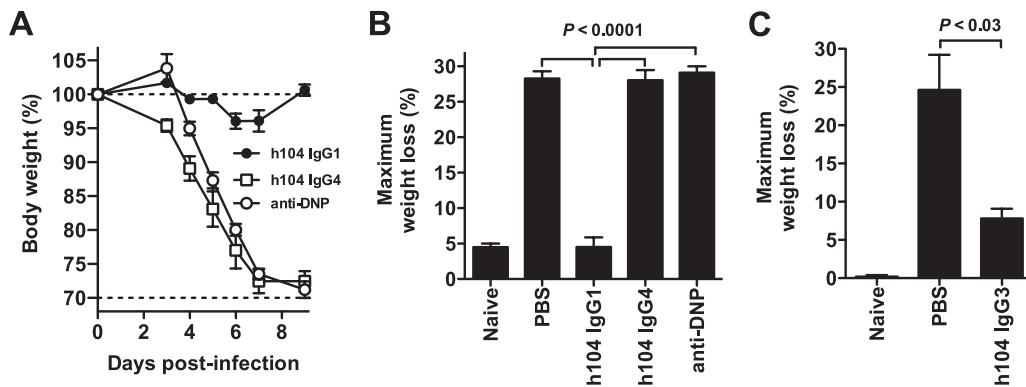 A
Body weight (%)
105
100
95
90
85
80
75
70
0
2
4
6
8
Days post-infection
h104 IgG1
h104 IgG4
anti-DNP
B
P < 0.0001
Maximum
weight loss (%)
30
25
20
15
10
5
0
Naive
PBS
h104 IgG1
h104 IgG4
anti-DNP
C
P < 0.03
Maximum
weight loss (%)
30
25
20
15
10
5
0
Naive
PBS
h104 IgG3